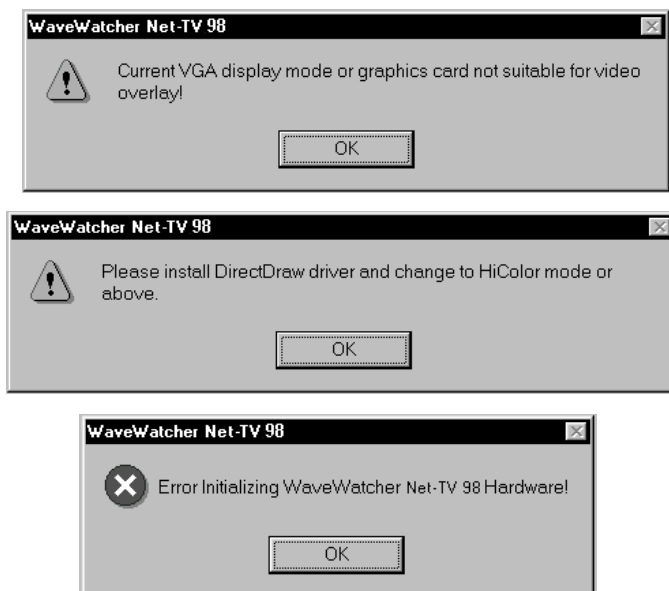 WaveWatcher Net-TV 98
Current VGA display mode or graphics card not suitable for video
overlay!
OK
WaveWatcher Net-TV 98
Please install DirectDraw driver and change to HiColor mode or
above.
OK
WaveWatcher Net-TV 98
Error Initializing WaveWatcher Net-TV 98 Hardware!
OK